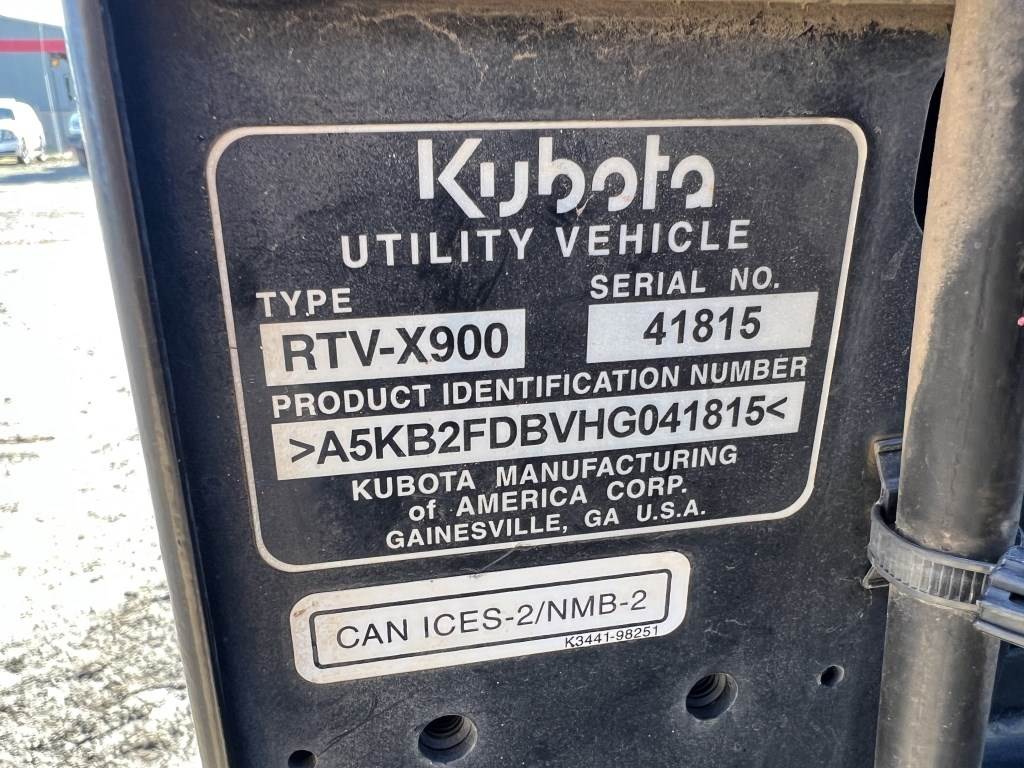 Kubota
UTILITY VEHICLE
TYPE SERIAL NO.
RTV-X900 41815
PRODUCT IDENTIFICATION NUMBER
>A5KB2FDBVHG041815<
KUBOTA MANUFACTURING
of AMERICA CORP.
GAINESVILLE, GA U.S.A.
CAN ICES-2/NMB-2
K3441-98251